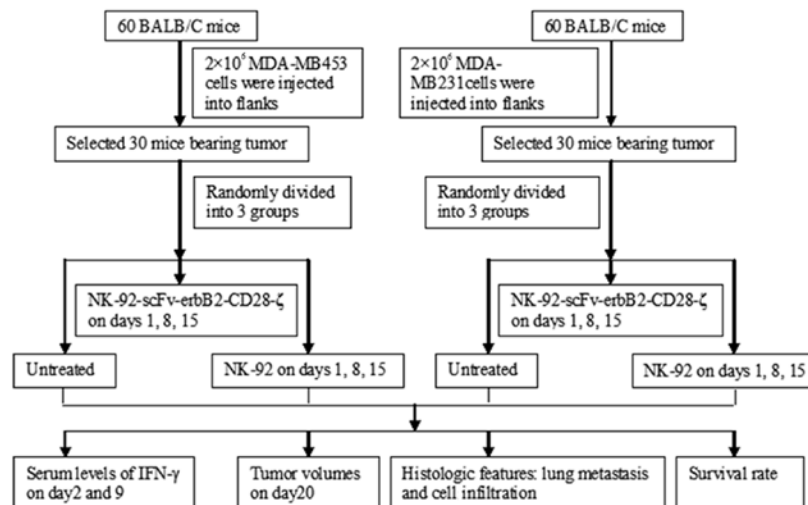 60 BALB/C mice
60 BALB/C mice
2×10⁶ MDA-MB453
cells were injected
into flanks
2×10⁶ MDA-
MB231cells were
injected into flanks
Selected 30 mice bearing tumor
Selected 30 mice bearing tumor
Randomly divided
into 3 groups
Randomly divided
into 3 groups
NK-92-scFv-erbB2-CD28-ζ
on days 1, 8, 15
NK-92-scFv-erbB2-CD28-ζ
on days 1, 8, 15
Untreated
NK-92 on days 1, 8, 15
Untreated
NK-92 on days 1, 8, 15
Serum levels of IFN-γ
on day2 and 9
Tumor volumes
on day20
Histologic features: lung metastasis
and cell infiltration
Survival rate